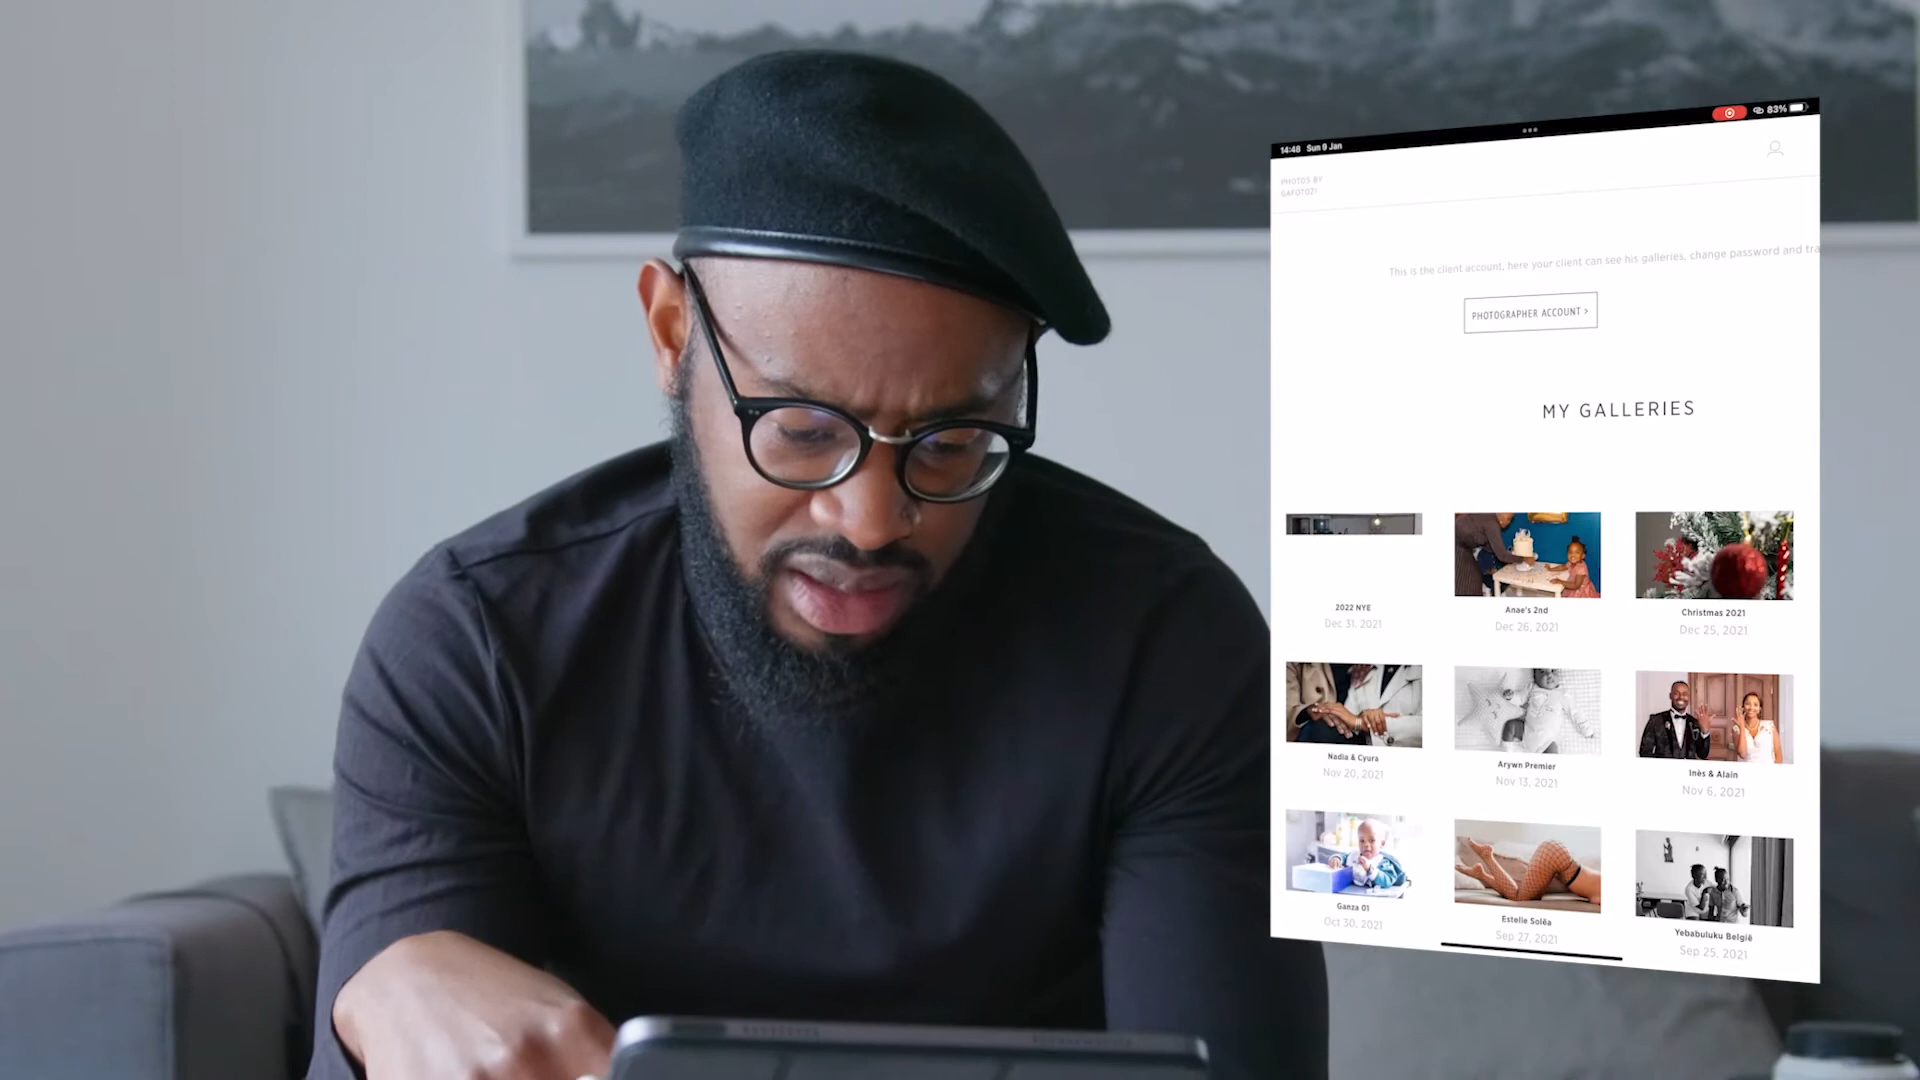 14:48 Sun 9 Jan
83%
PHOTOS BY
GAFOTOZI
This is the client account, here your client can see his galleries, change password and tra
PHOTOGRAPHER ACCOUNT >
MY GALLERIES
2022 NYE
Dec 31, 2021
Anae's 2nd
Dec 26, 2021
Christmas 2021
Dec 25, 2021
Nadia & Cyura
Nov 20, 2021
Arywn Premier
Nov 13, 2021
Inès & Alain
Nov 6, 2021
Ganza 01
Oct 30, 2021
Estelle Solëa
Sep 27, 2021
Yebabuluku België
Sep 25, 2021